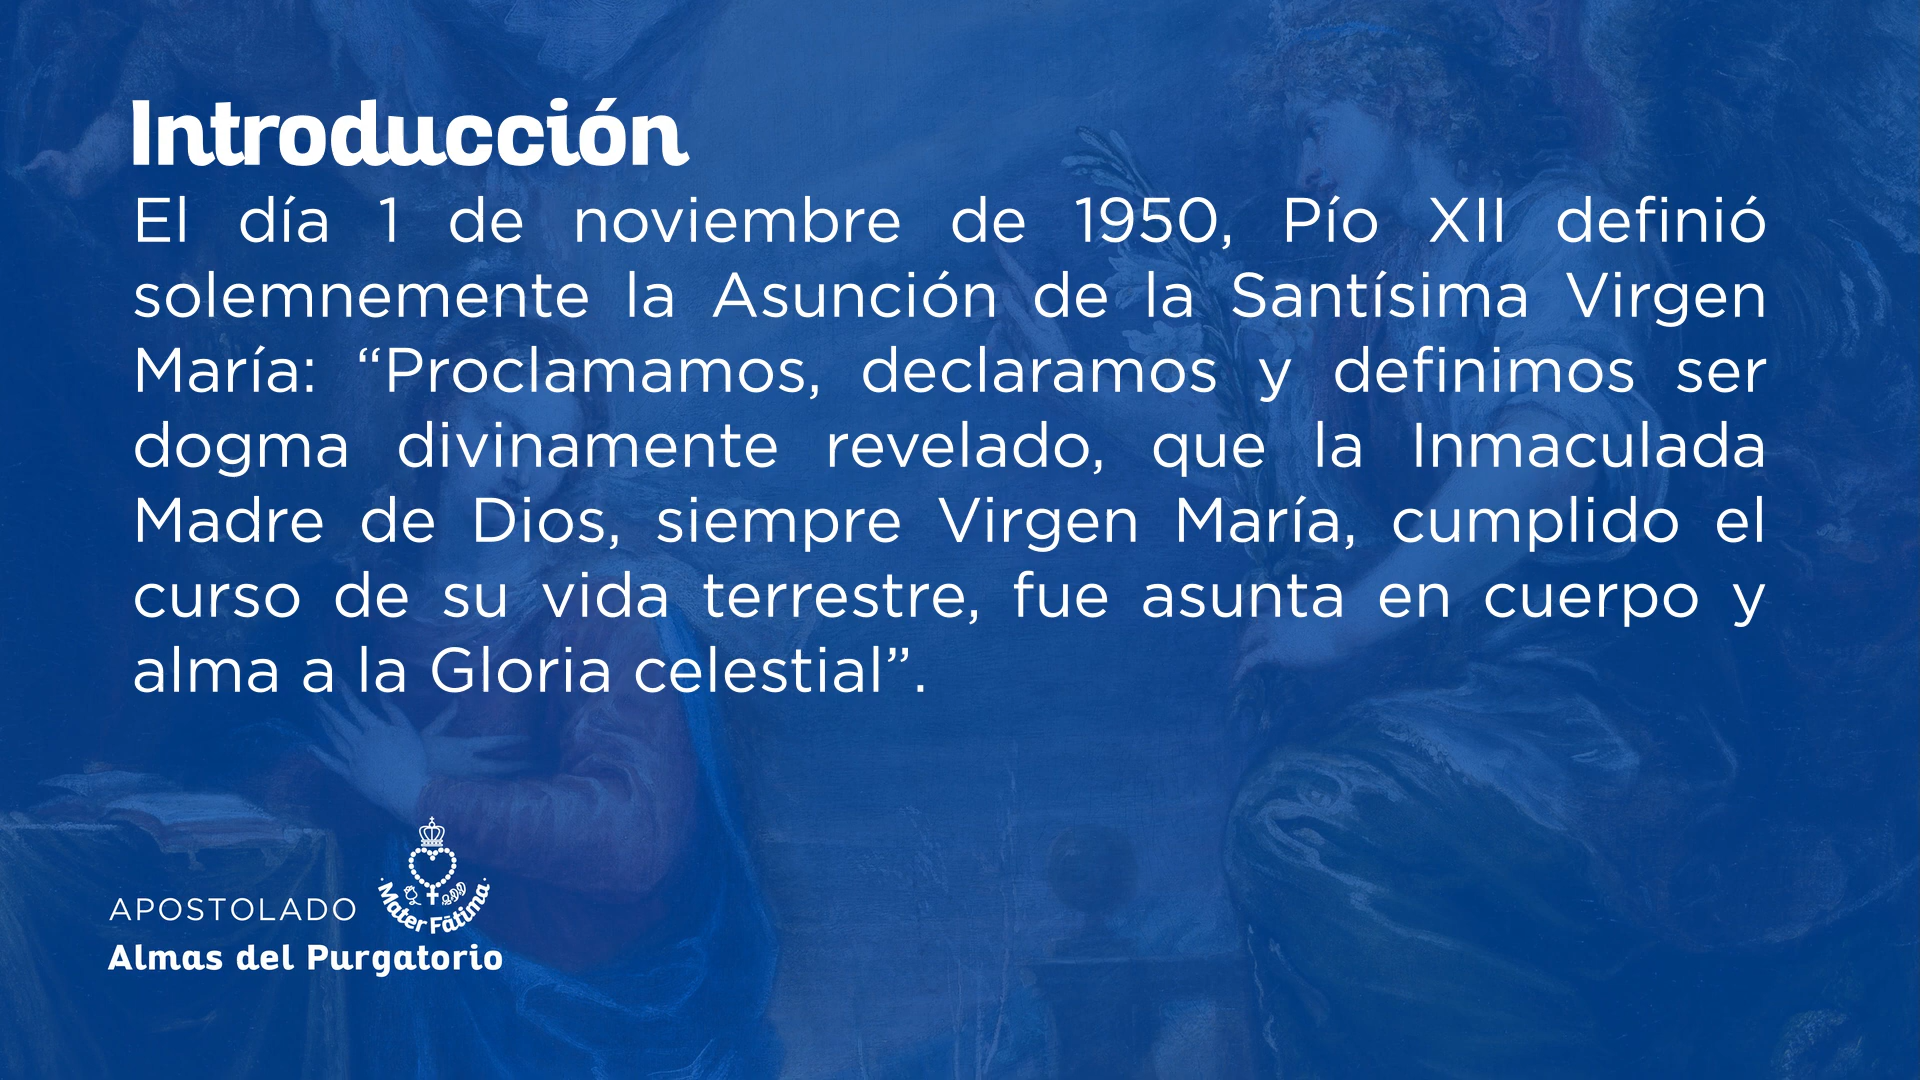 Introducción
El día 1 de noviembre de 1950, Pío XII definió
solemnemente la Asunción de la Santísima Virgen
María: “Proclamamos, declaramos y definimos ser
dogma divinamente revelado, que la Inmaculada
Madre de Dios, siempre Virgen María, cumplido el
curso de su vida terrestre, fue asunta en cuerpo y
alma a la Gloria celestial”.
APOSTOLADO
· Mater Fátima ·
Almas del Purgatorio